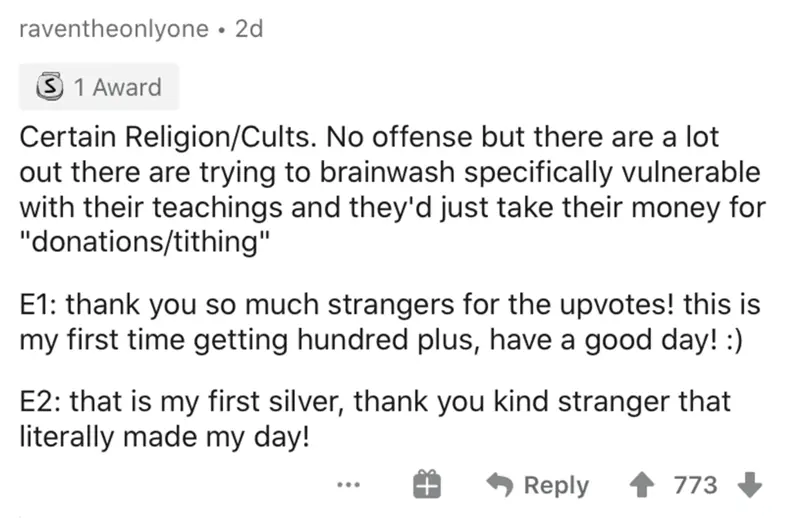 raventheonlyone • 2d
S 1 Award
Certain Religion/Cults. No offense but there are a lot
out there are trying to brainwash specifically vulnerable
with their teachings and they'd just take their money for
"donations/tithing"
E1: thank you so much strangers for the upvotes! this is
my first time getting hundred plus, have a good day! :)
E2: that is my first silver, thank you kind stranger that
literally made my day!
... Reply 773